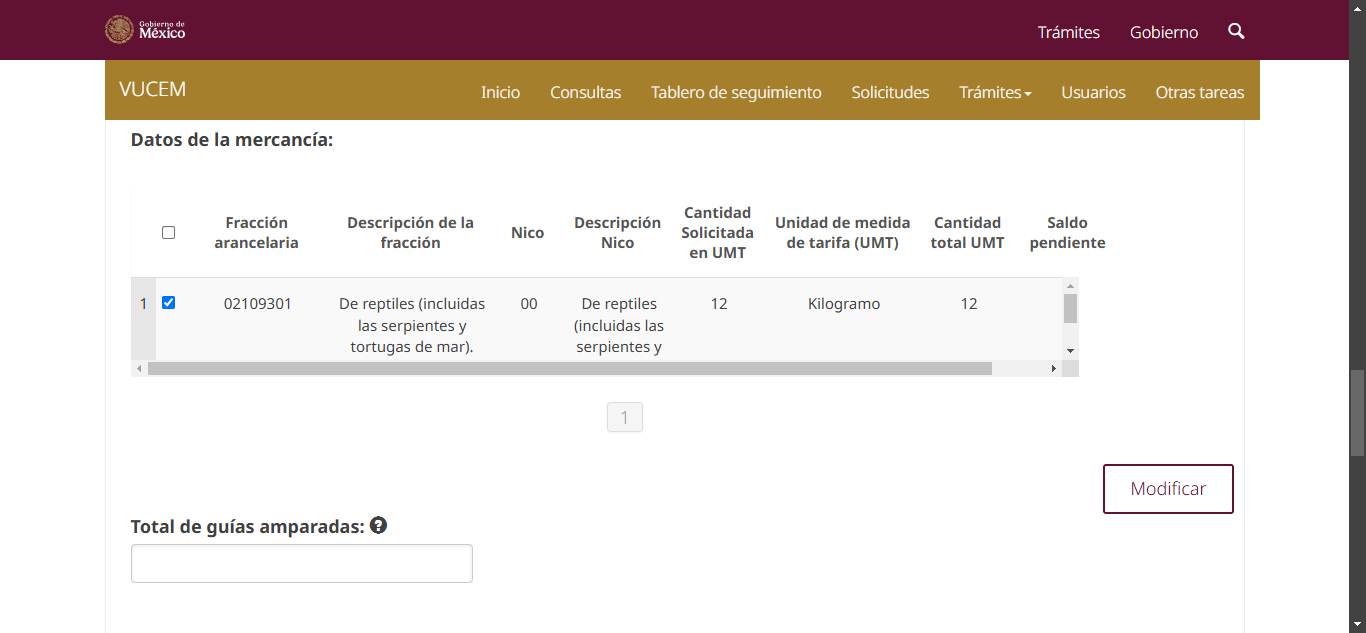 Gobierno de
México
Trámites
Gobierno
VUCEM
Inicio
Consultas
Tablero de seguimiento
Solicitudes
Trámites
Usuarios
Otras tareas
Datos de la mercancía:
Fracción
arancelaria
Descripción de la
fracción
Nico
Descripción
Nico
Cantidad
Solicitada
en UMT
Unidad de medida
de tarifa (UMT)
Cantidad
total UMT
Saldo
pendiente
1
02109301
De reptiles (incluidas
las serpientes y
tortugas de mar).
00
De reptiles
(incluidas las
serpientes y
12
Kilogramo
12
1
Modificar
Total de guías amparadas: ?